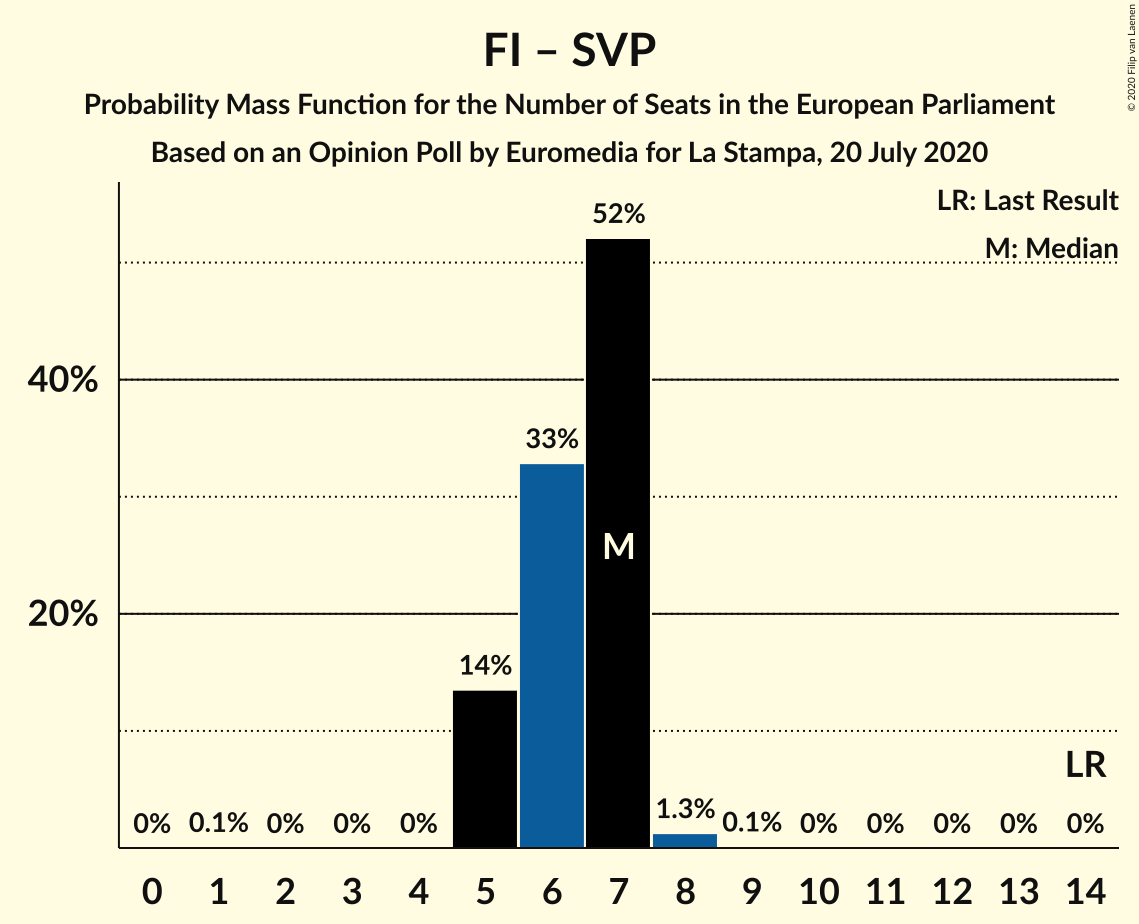 FI – SVP
Probability Mass Function for the Number of Seats in the European Parliament
Based on an Opinion Poll by Euromedia for La Stampa, 20 July 2020
© 2020 Filip van Laenen
LR: Last Result
M: Median
52%
40%
33%
M
20%
14%
LR
0% 0.1% 0% 0% 0% 1.3% 0.1% 0% 0% 0% 0% 0%
0 1 2 3 4 5 6 7 8 9 10 11 12 13 14